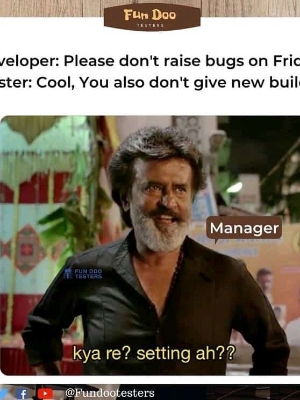 Fun Doo
TESTERS
veloper: Please don't raise bugs on Frid
ster: Cool, You also don't give new buil
Manager
FUN DOO
TESTERS
kya re? setting ah??
@Fundootesters